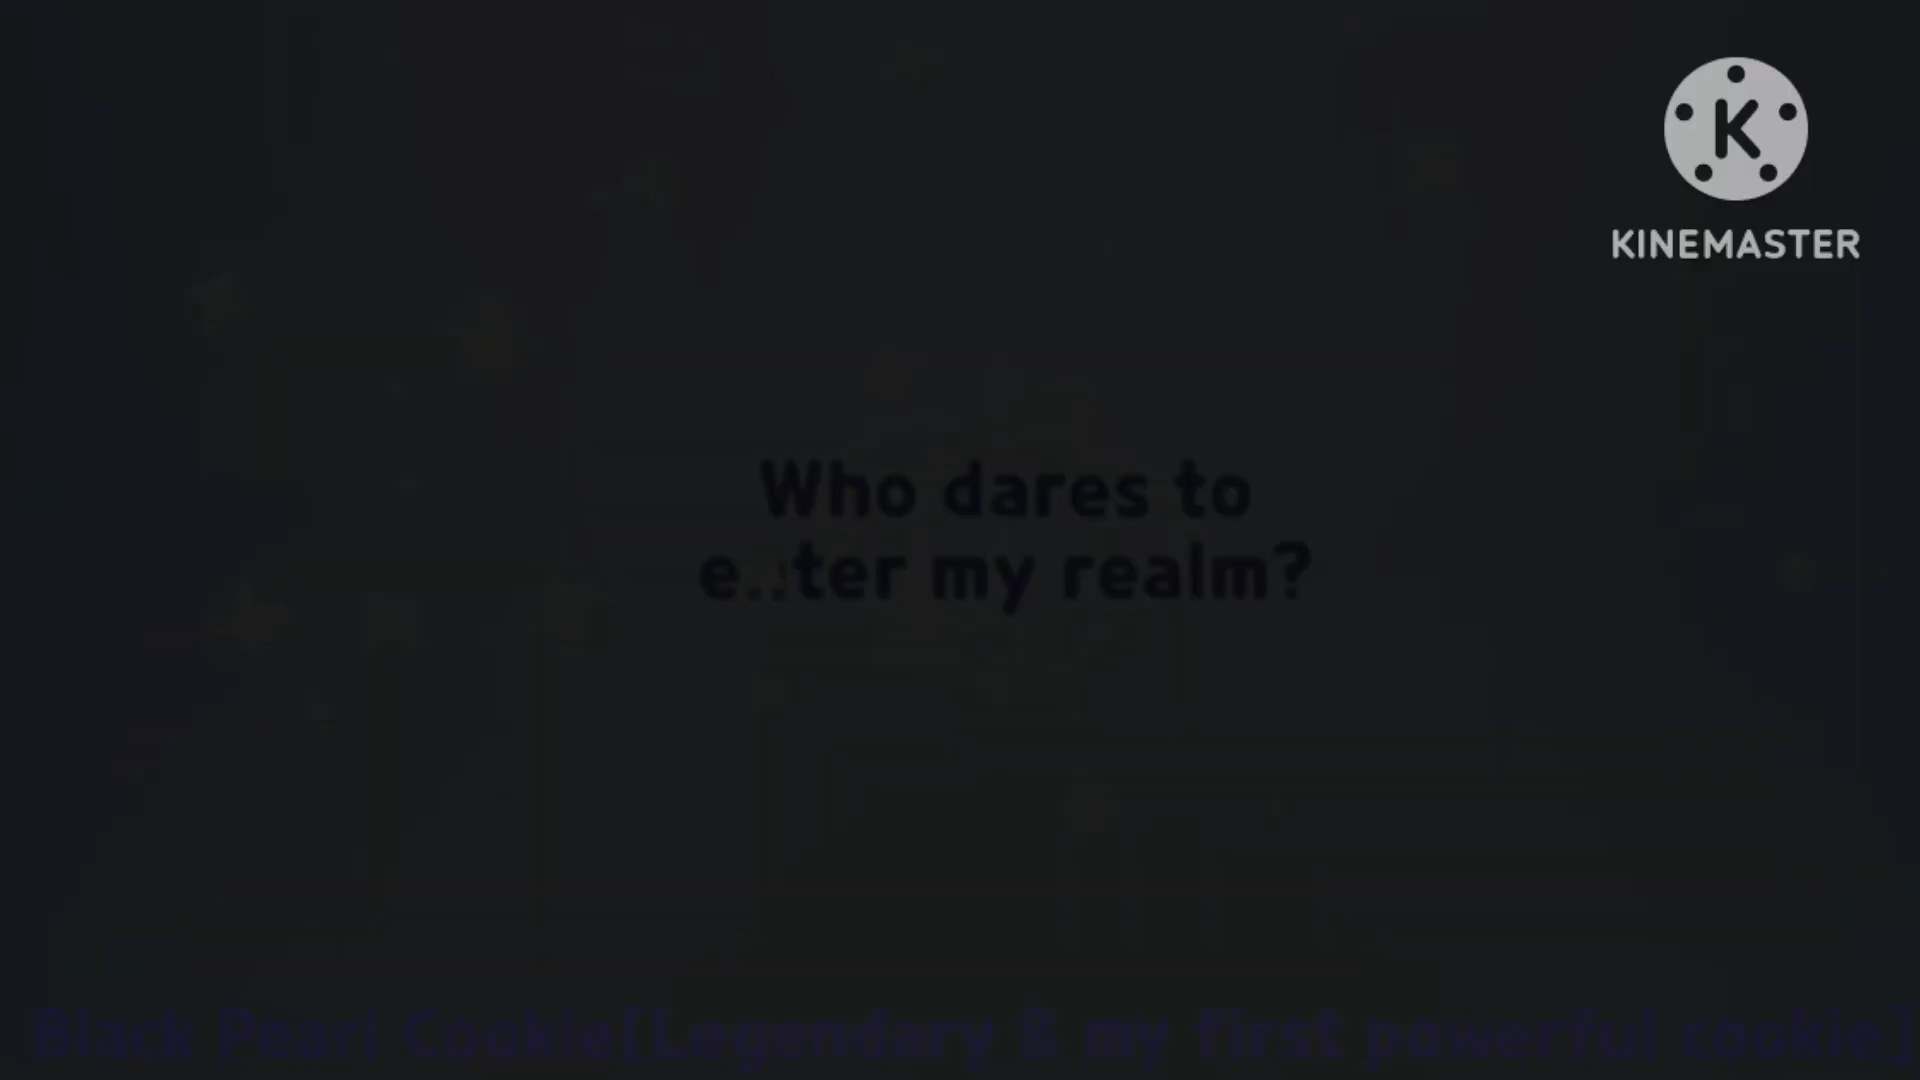 K
KINEMASTER
Who dares to
e..ter my realm?
Black Pearl Cookie[Legendary & my first powerful cookie]